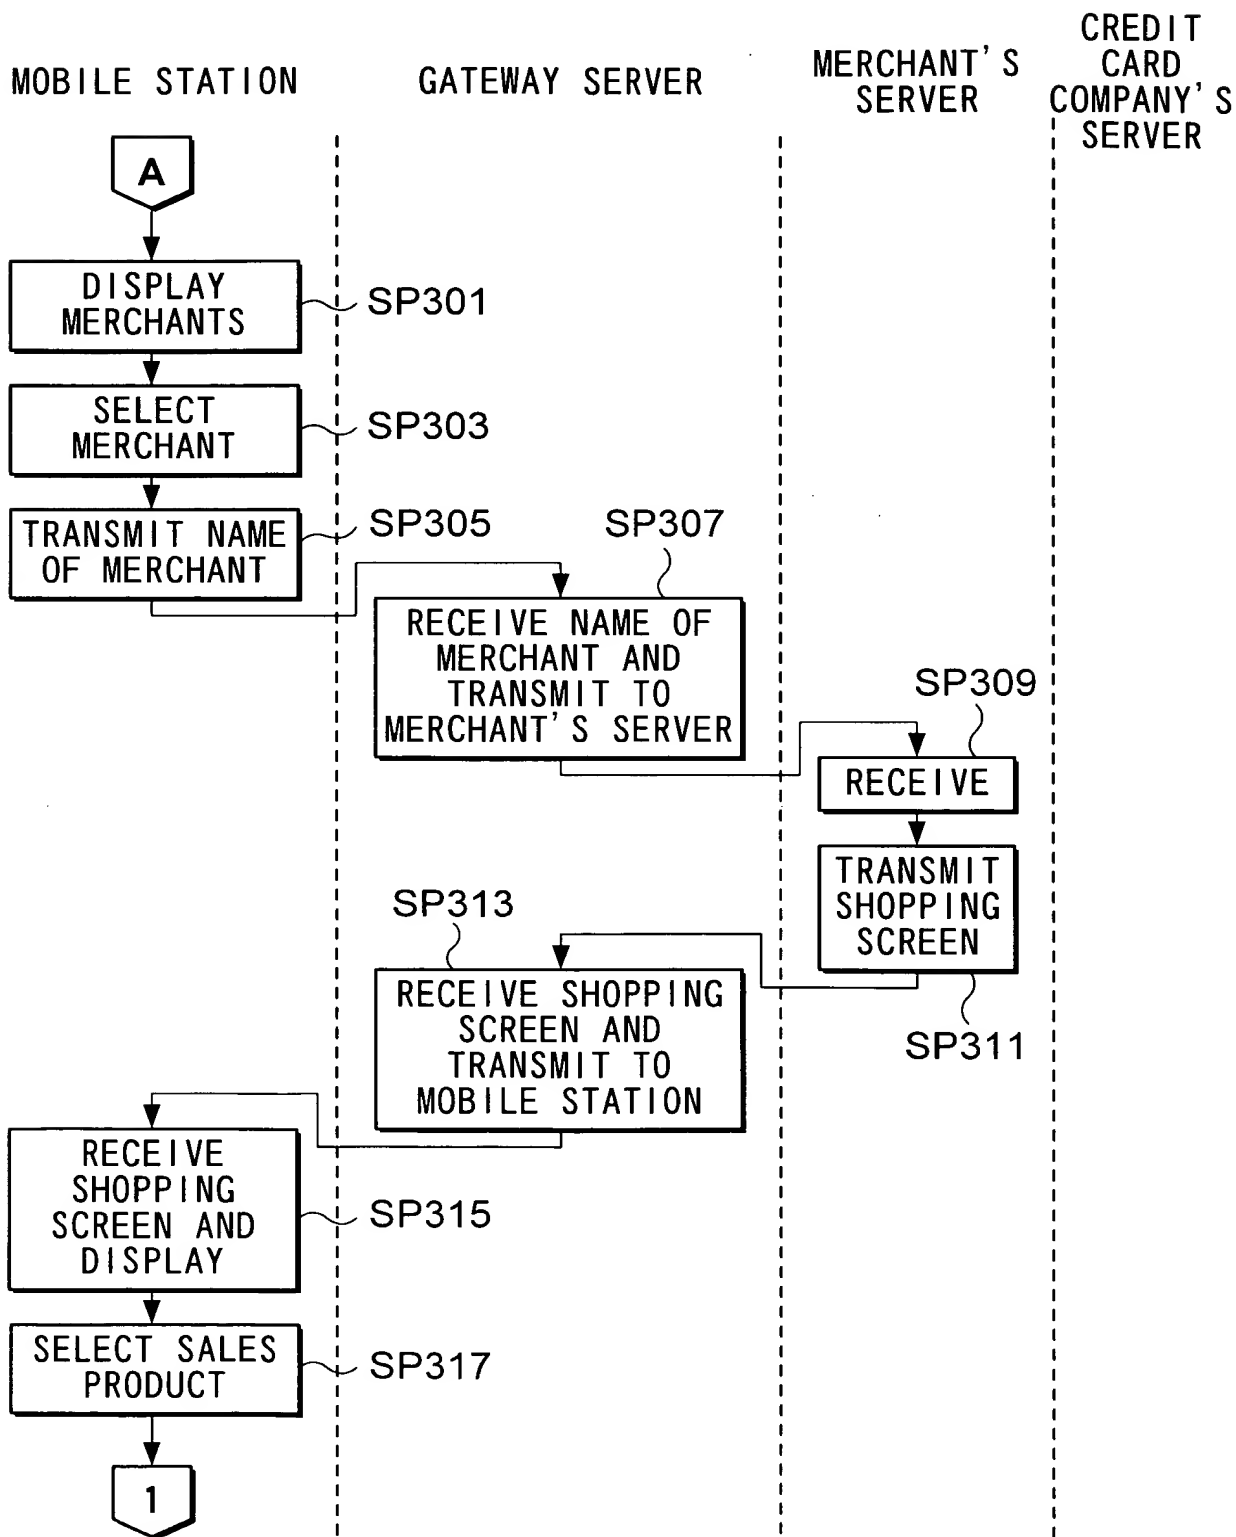 MOBILE STATION
GATEWAY SERVER
MERCHANT'S
SERVER
CREDIT
CARD
COMPANY'S
SERVER
A
DISPLAY
MERCHANTS
SP301
SELECT
MERCHANT
SP303
TRANSMIT NAME
OF MERCHANT
SP305
SP307
RECEIVE NAME OF
MERCHANT AND
TRANSMIT TO
MERCHANT'S SERVER
SP309
RECEIVE
TRANSMIT
SHOPPING
SCREEN
SP311
SP313
RECEIVE SHOPPING
SCREEN AND
TRANSMIT TO
MOBILE STATION
RECEIVE
SHOPPING
SCREEN AND
DISPLAY
SP315
SELECT SALES
PRODUCT
SP317
1